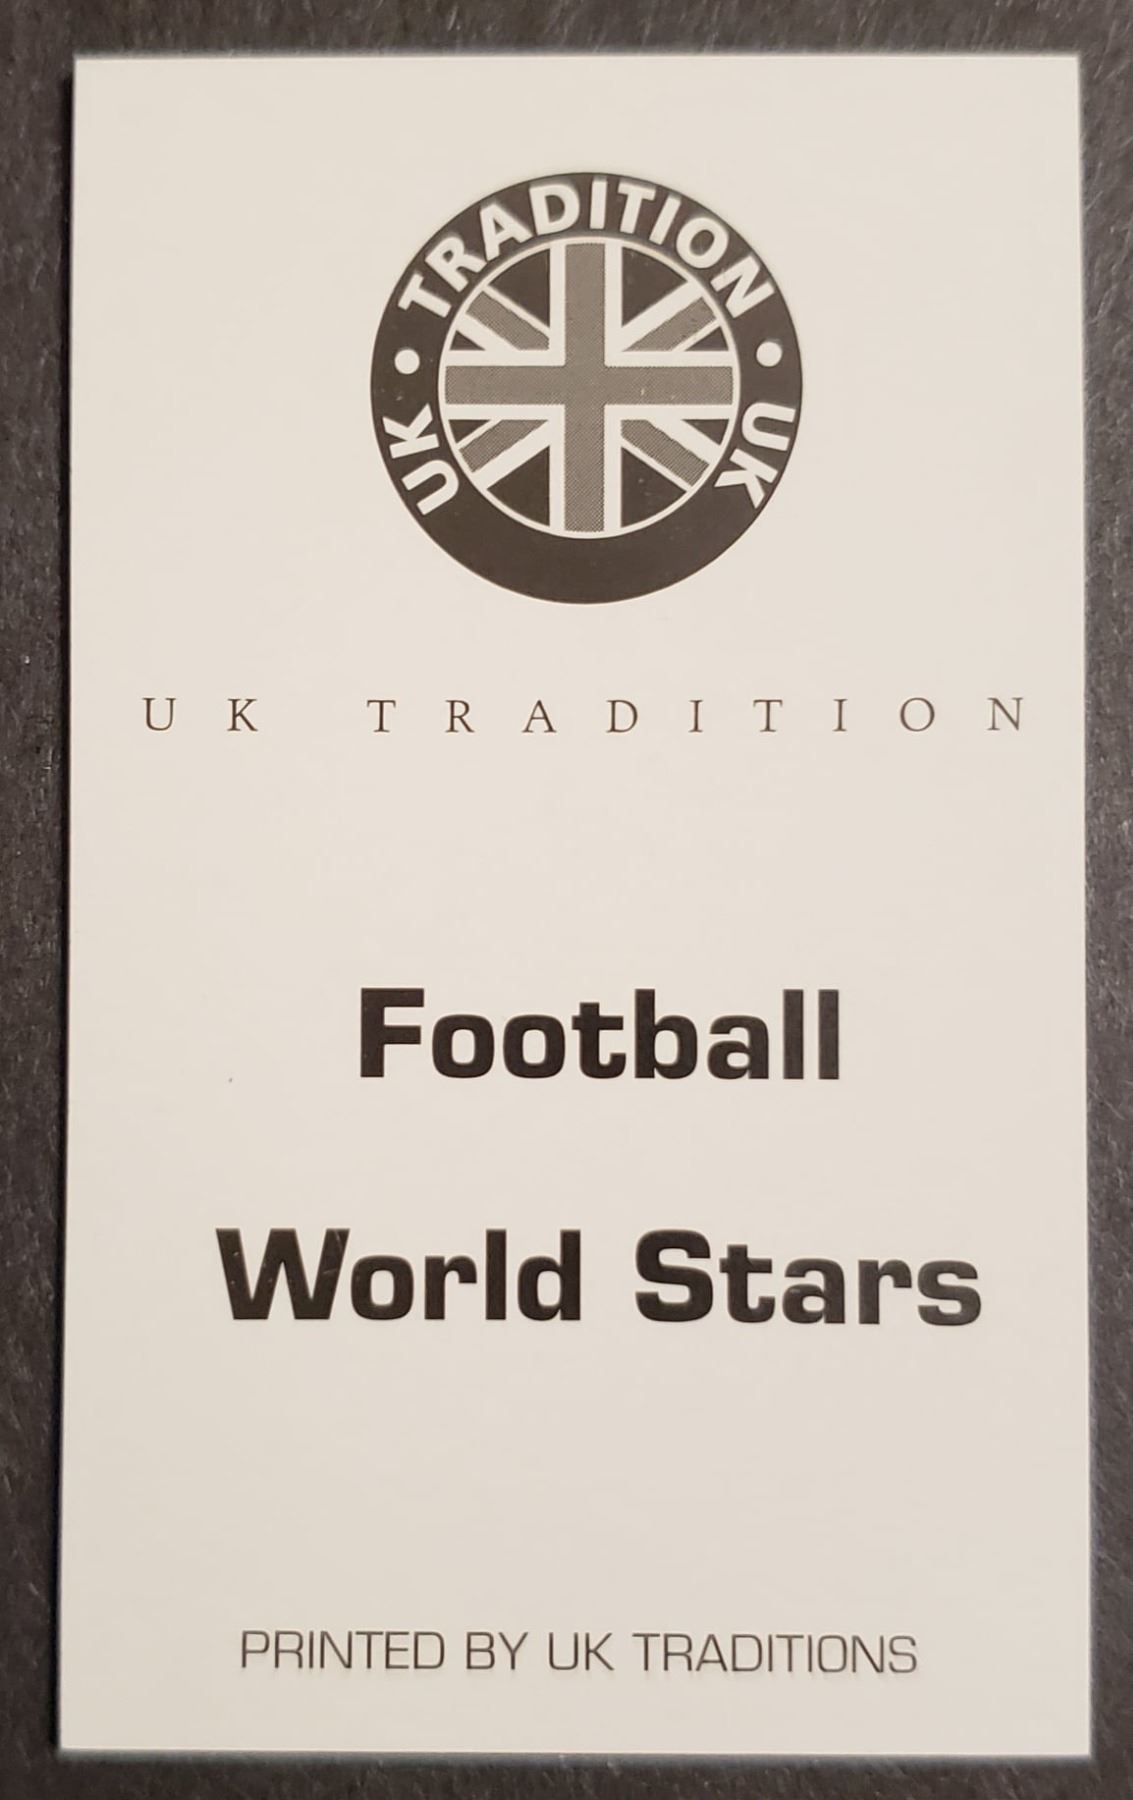 UK • TRADITION • UK
UK TRADITION
Football
World Stars
PRINTED BY UK TRADITIONS